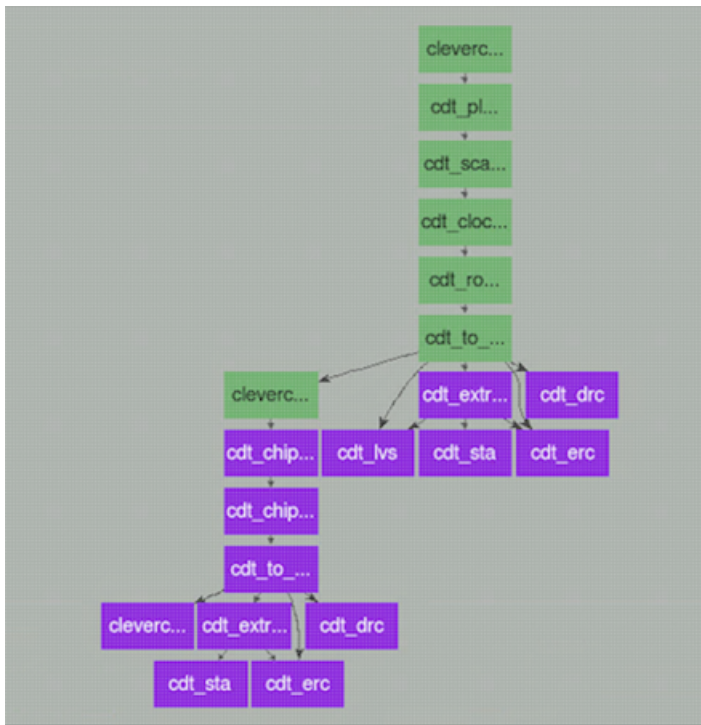 cleverc...
cdt_pl...
cdt_sca...
cdt_cloc...
cdt_ro...
cdt_to_...
cleverc...
cdt_extr...
cdt_drc
cdt_chip...
cdt_lvs
cdt_sta
cdt_erc
cdt_chip...
cdt_to_...
cleverc...
cdt_extr...
cdt_drc
cdt_sta
cdt_erc